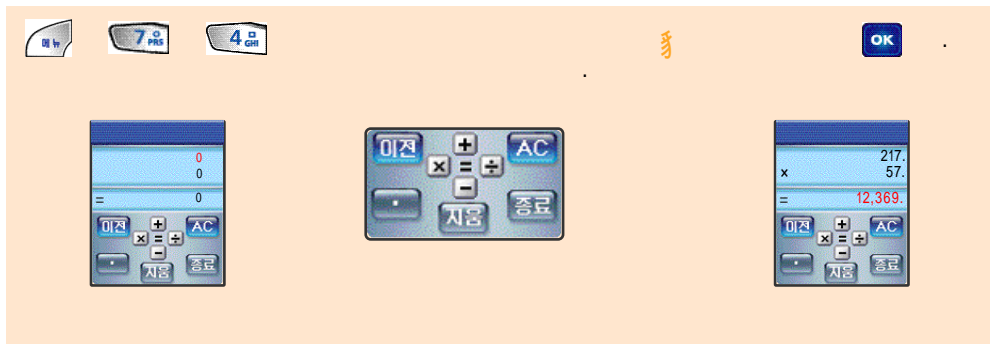 메뉴 7 PRS 4 GHI OK .
.
0
0
= 0
이전 + AC
× = ÷
· − 종료
지움
이전 + AC
× = ÷
· − 종료
지움
217.
× 57.
= 12,369.
이전 + AC
× = ÷
· − 종료
지움